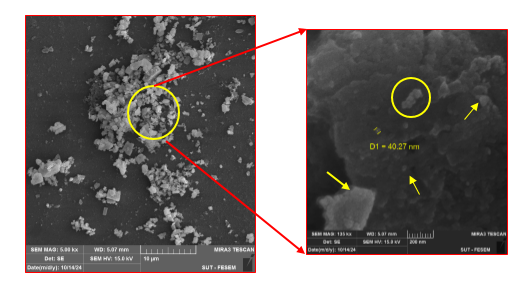 SEM MAG: 5.00 kx WD: 5.07 mm MIRA3 TESCAN
Det: SE SEM HV: 15.0 kV 10 µm
Date(m/d/y): 10/14/24 SUT - FESEM
D1 = 40.27 nm
SEM MAG: 135 kx WD: 5.07 mm MIRA3 TESCAN
Det: SE SEM HV: 15.0 kV 200 nm
Date(m/d/y): 10/14/24 SUT - FESEM